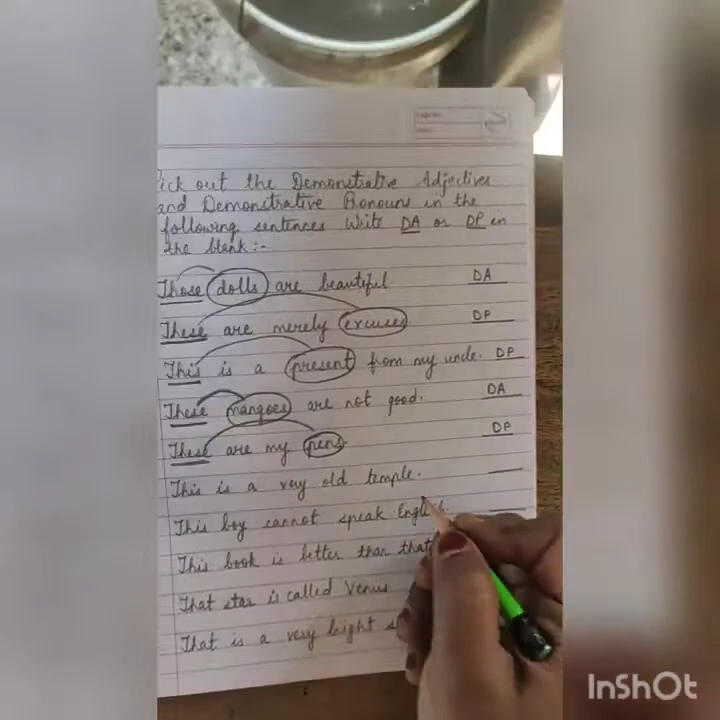 ick out the Demonstrative Adjectives
and Demonstrative Pronouns in the
following sentences Write DA or DP in
the blank :-
Those dolls are beautiful DA
These are merely excuses DP
This is a present from my uncle. DP
These mangoes are not good. DA
These are my pens. DP
This is a very old temple.
This boy cannot speak English.
This book is better than that
That star is called Venus
That is a very bright s
InShOt